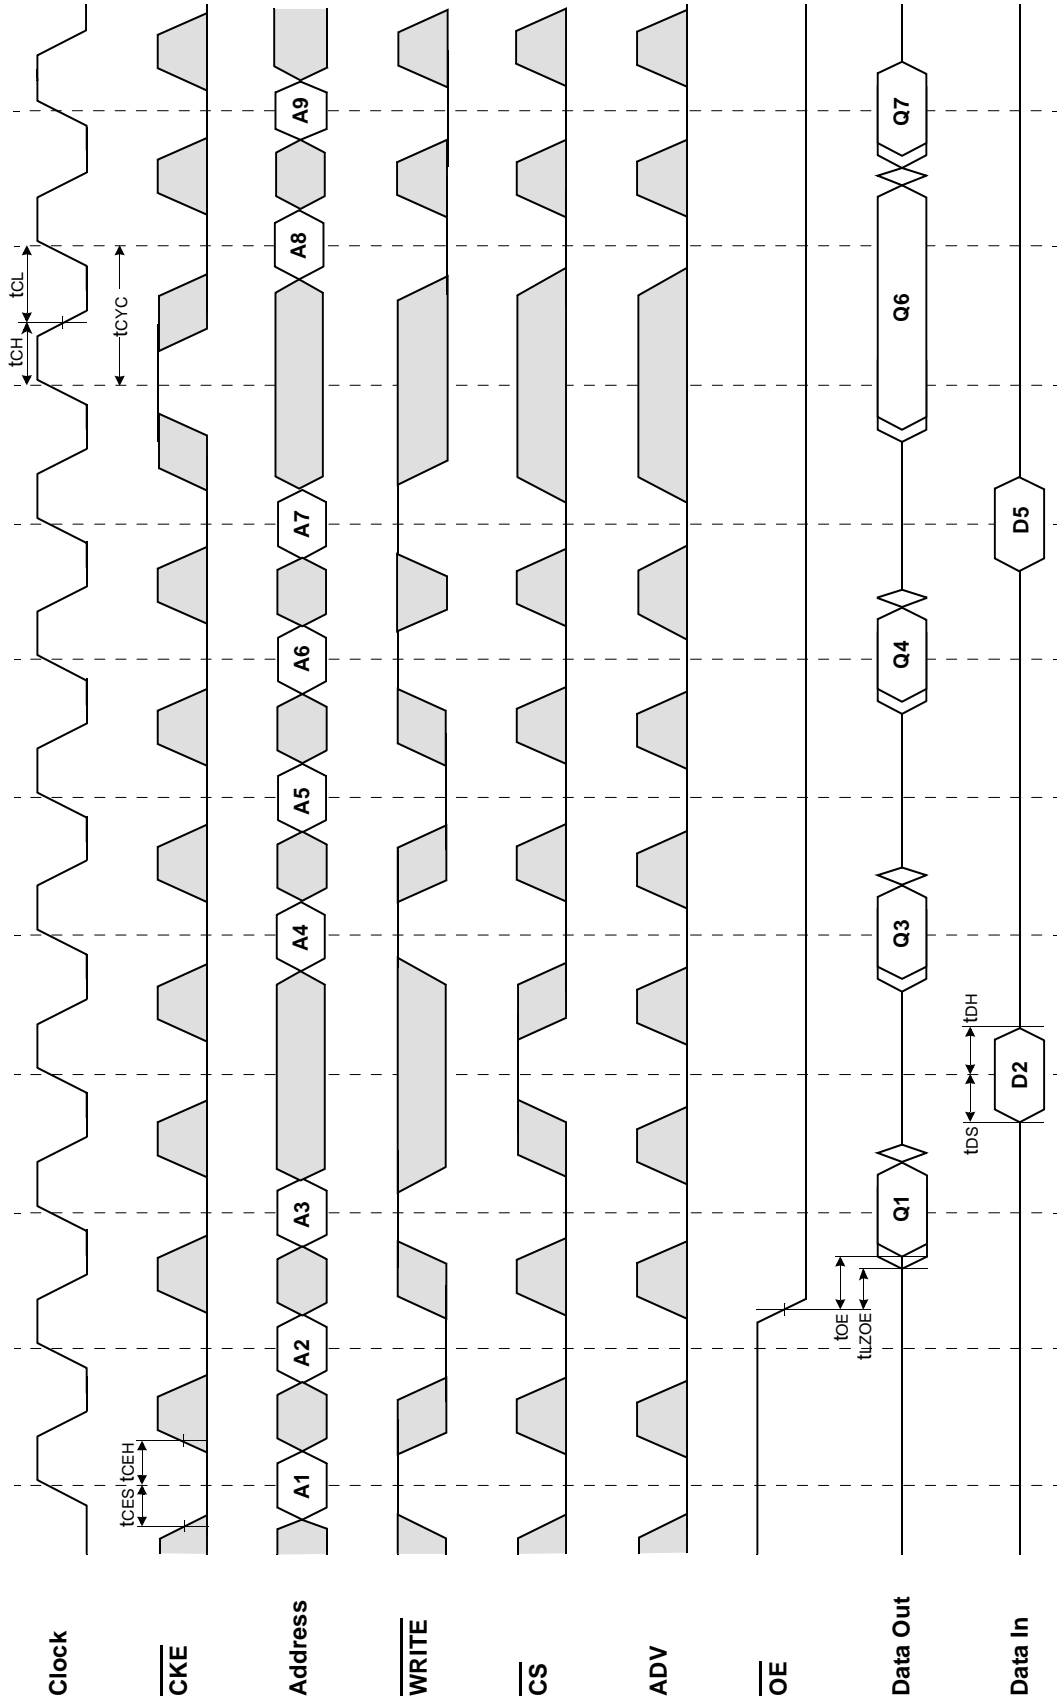 Clock
tCH tCL
CKE
tCES tCEH
tCYC
Address
A1 A2 A3 A4 A5 A6 A7 A8 A9
WRITE
CS
ADV
OE
tOE
tLZOE
Data Out
Q1 Q3 Q4 Q6 Q7
tDS tDH
Data In
D2 D5